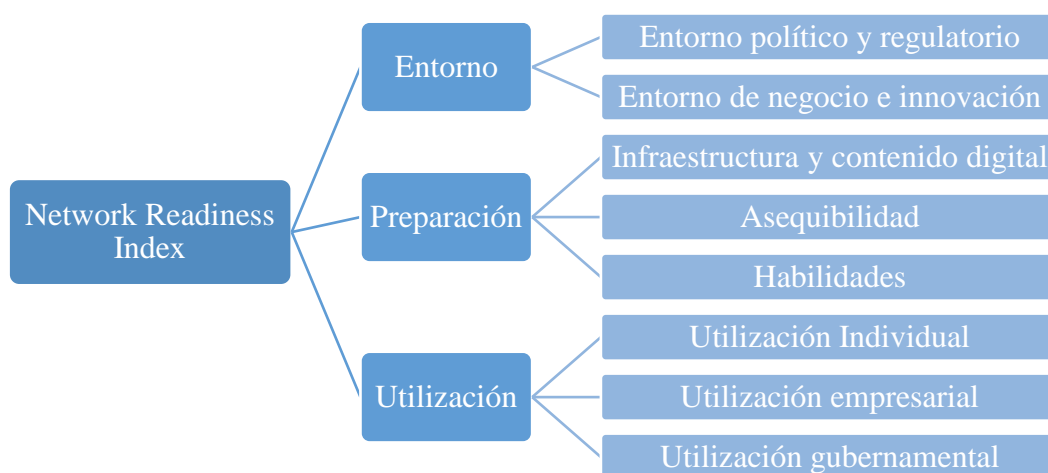 Network Readiness
Index
Entorno
Entorno político y regulatorio
Entorno de negocio e innovación
Preparación
Infraestructura y contenido digital
Asequibilidad
Habilidades
Utilización
Utilización Individual
Utilización empresarial
Utilización gubernamental